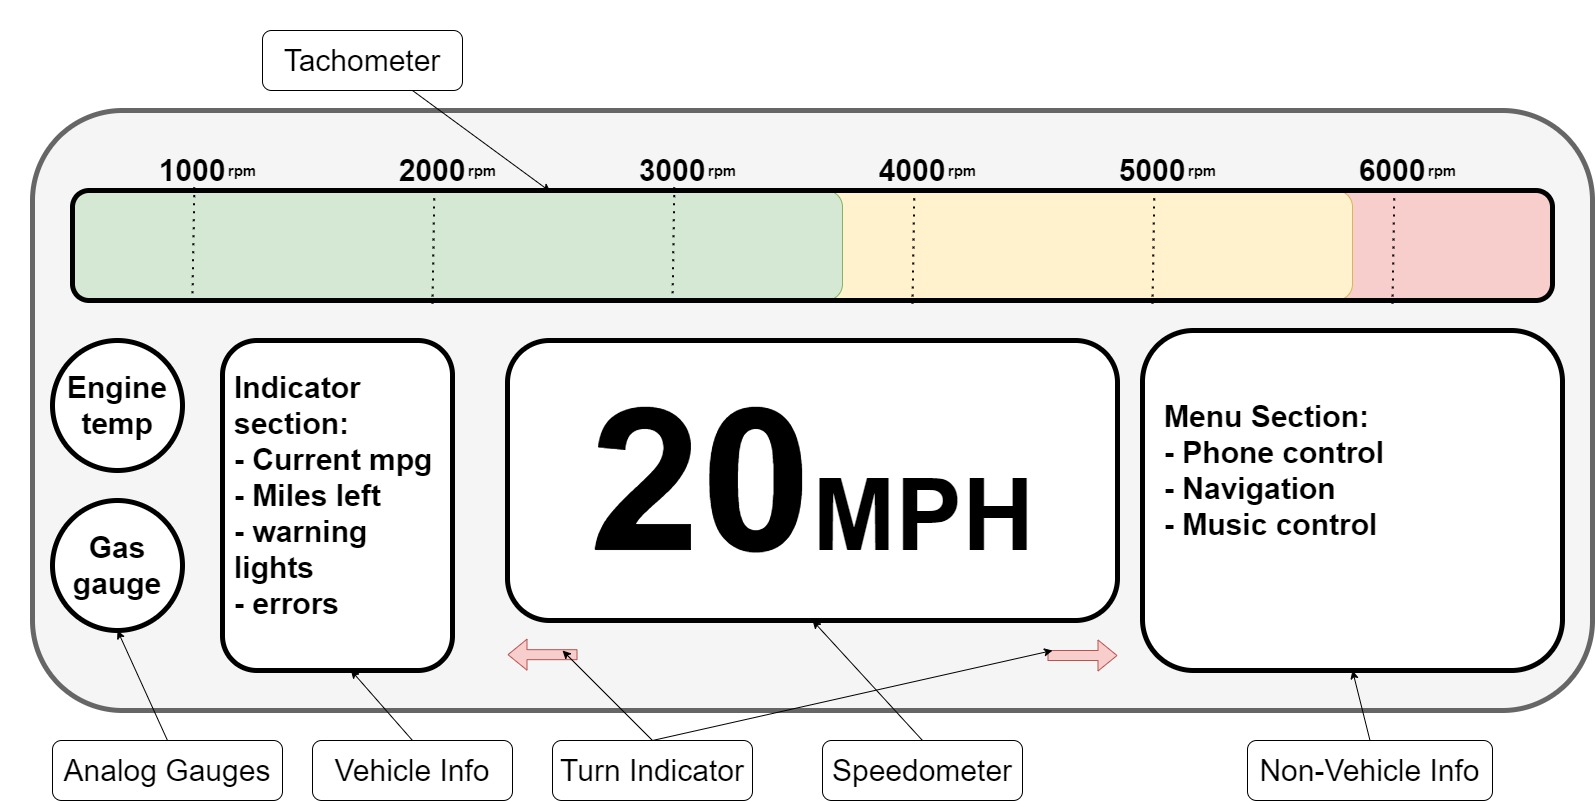 Tachometer
1000 rpm 2000 rpm 3000 rpm 4000 rpm 5000 rpm 6000 rpm
Engine
temp
Gas
gauge
Indicator
section:
- Current mpg
- Miles left
- warning
lights
- errors
20 MPH
Menu Section:
- Phone control
- Navigation
- Music control
Analog Gauges
Vehicle Info
Turn Indicator
Speedometer
Non-Vehicle Info